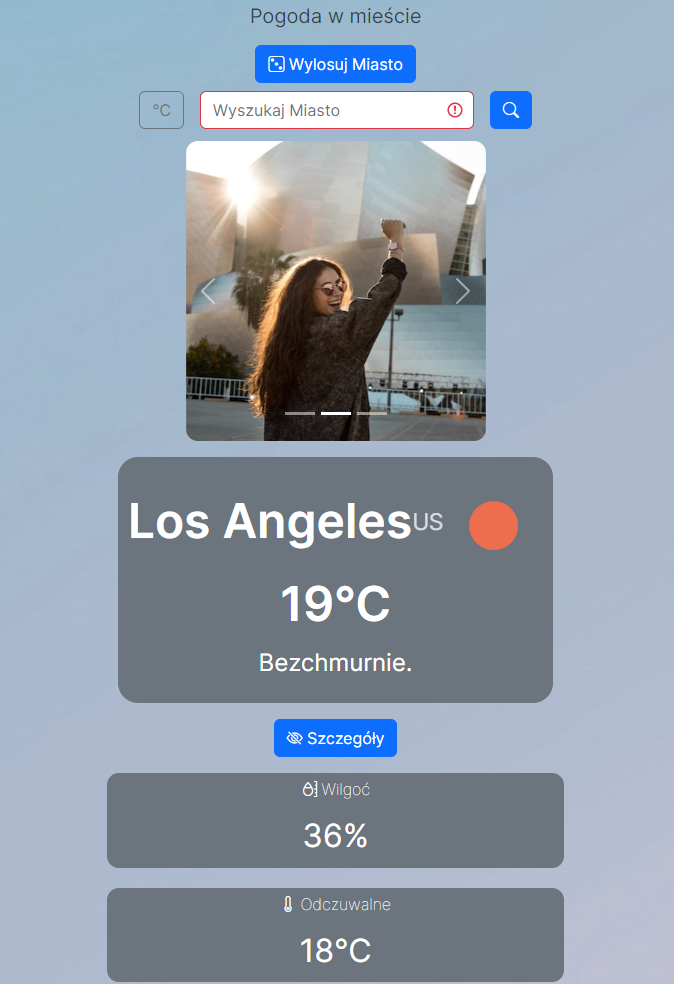 Pogoda w mieście
Wylosuj Miasto
°C
Wyszukaj Miasto
Los Angeles US
19°C
Bezchmurnie.
Szczegóły
Wilgoć
36%
Odczuwalne
18°C